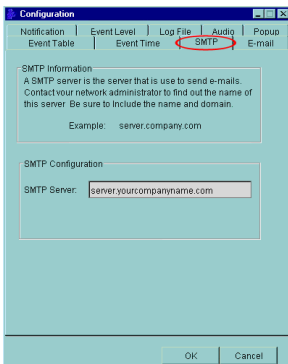 Configuration
Notification Event Level Log File Audio Popup
Event Table Event Time SMTP E-mail
SMTP Information
A SMTP server is the server that is use to send e-mails.
Contact your network administrator to find out the name of
this server Be sure to Include the name and domain.
Example: server.company.com
SMTP Configuration
SMTP Server: server.yourcompanyname.com
OK Cancel